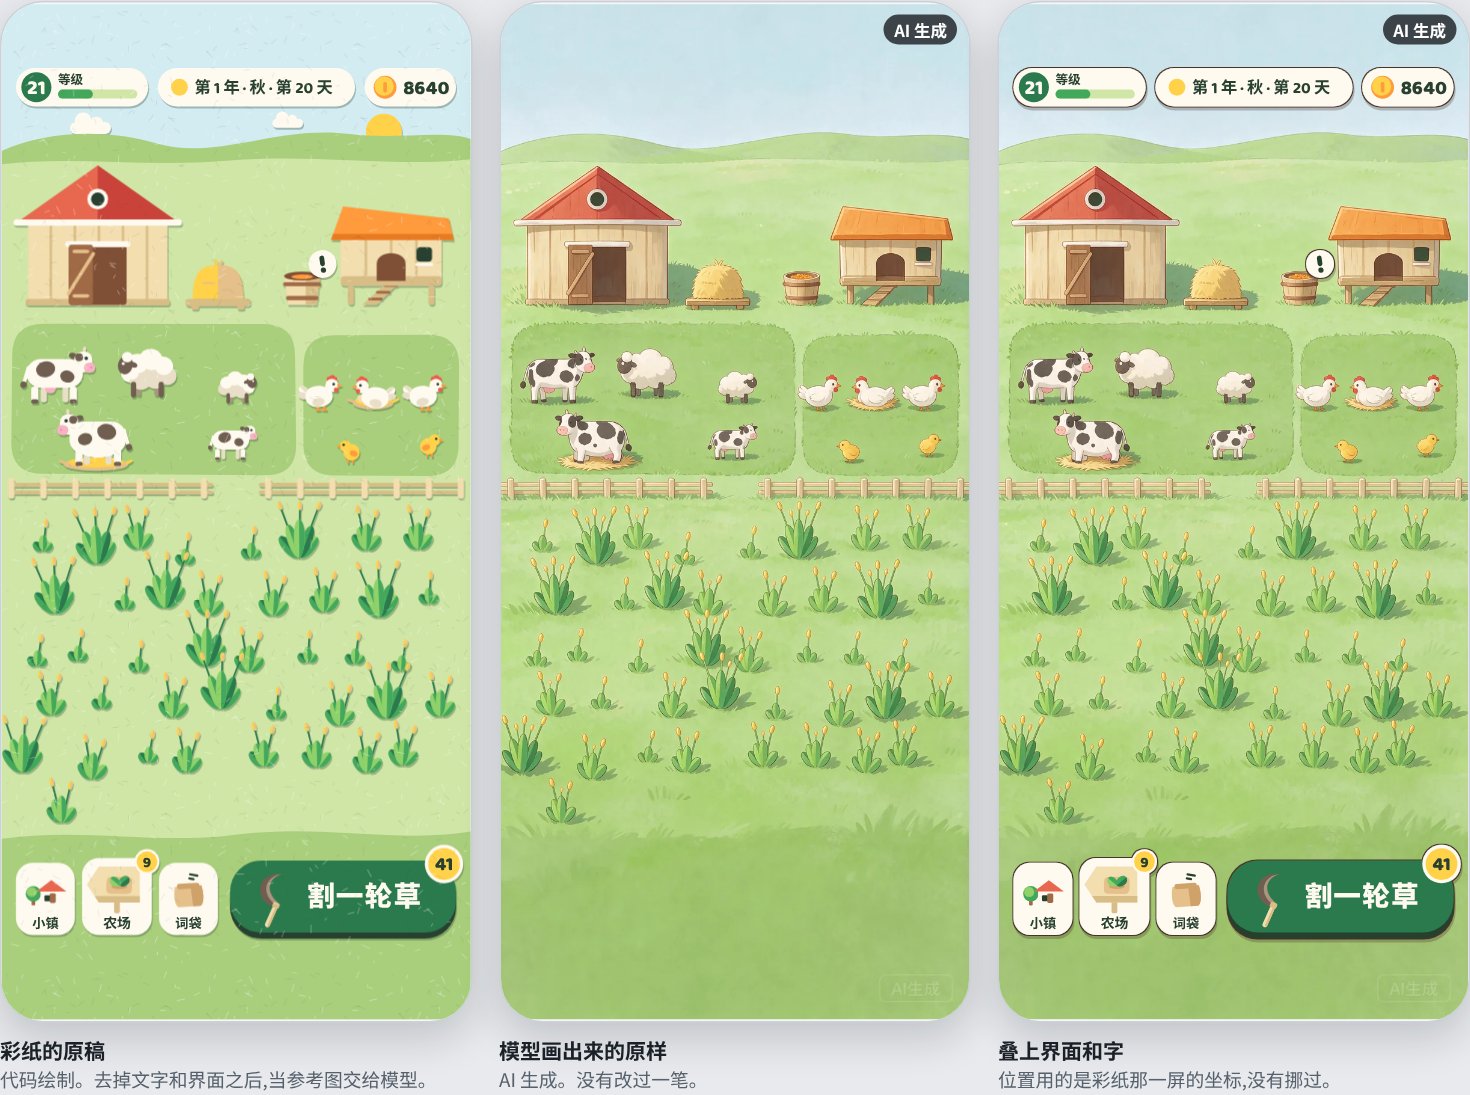 21 等级
第1年·秋·第20天
8640
!
9
41
小镇
农场
词袋
割一轮草
彩纸的原稿
代码绘制。去掉文字和界面之后,当参考图交给模型。
AI 生成
AI生成
模型画出来的原样
AI 生成。没有改过一笔。
AI 生成
21 等级
第1年·秋·第20天
8640
!
9
41
小镇
农场
词袋
割一轮草
AI生成
叠上界面和字
位置用的是彩纸那一屏的坐标,没有挪过。